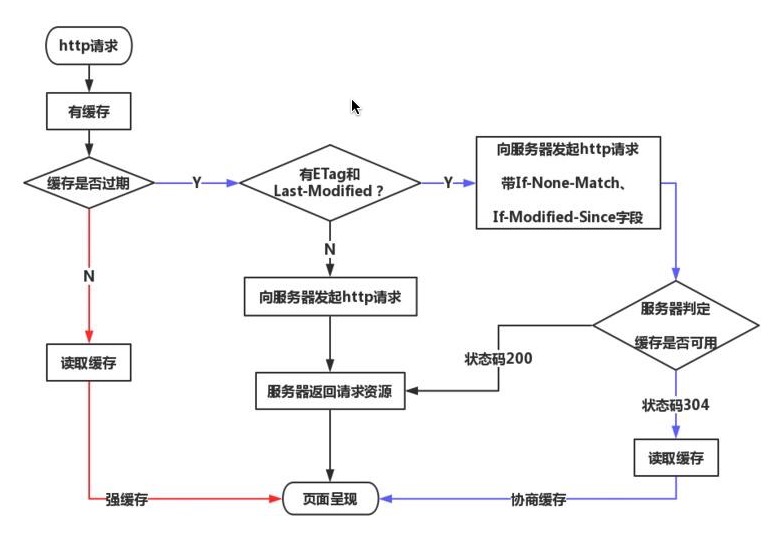 http请求
有缓存
缓存是否过期
Y
有ETag和
Last-Modified ?
Y
向服务器发起http请求
带If-None-Match、
If-Modified-Since字段
N
N
向服务器发起http请求
服务器判定
缓存是否可用
读取缓存
状态码200
服务器返回请求资源
状态码304
读取缓存
强缓存
页面呈现
协商缓存